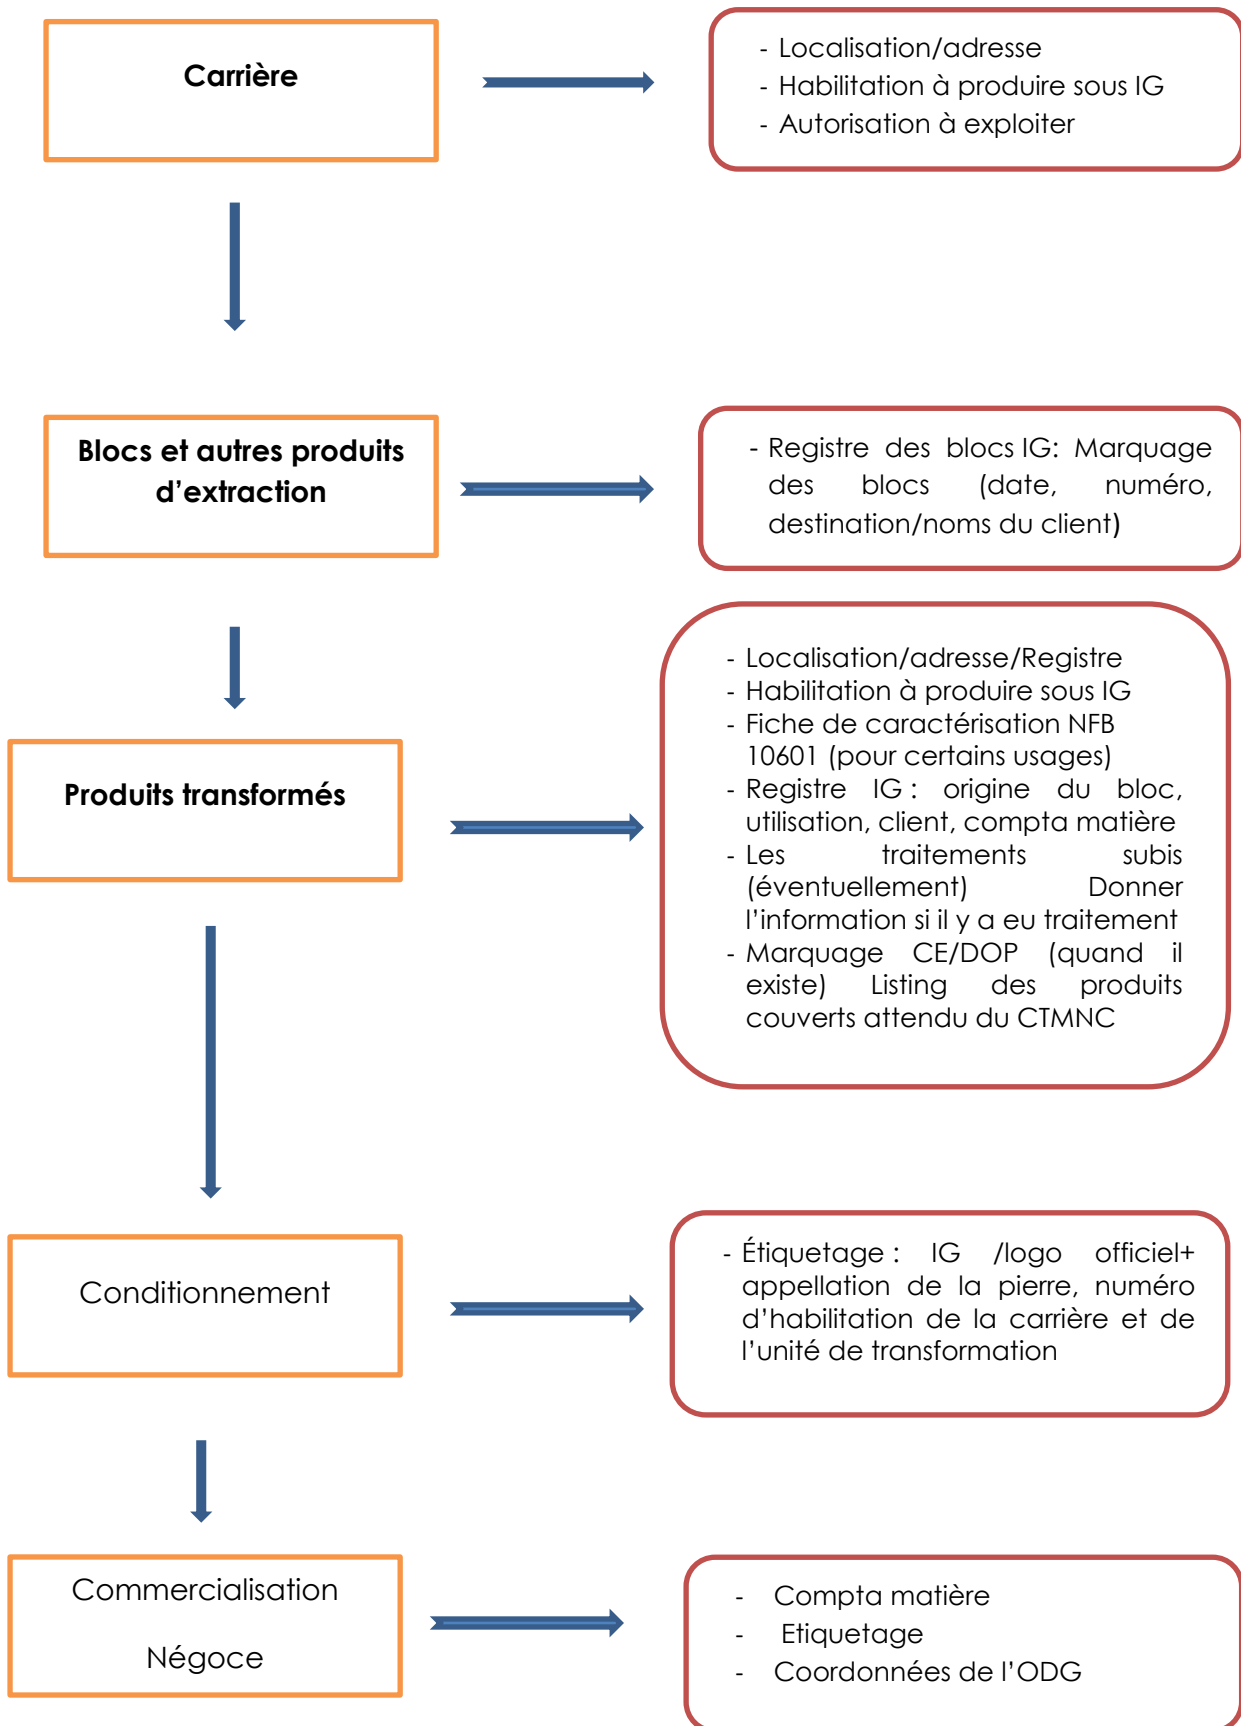 Carrière
- Localisation/adresse
- Habilitation à produire sous IG
- Autorisation à exploiter
Blocs et autres produits
d’extraction
- Registre des blocs IG: Marquage
des blocs (date, numéro,
destination/noms du client)
Produits transformés
- Localisation/adresse/Registre
- Habilitation à produire sous IG
- Fiche de caractérisation NFB
10601 (pour certains usages)
- Registre IG : origine du bloc,
utilisation, client, compta matière
- Les traitements subis
(éventuellement) Donner
l’information si il y a eu traitement
- Marquage CE/DOP (quand il
existe) Listing des produits
couverts attendu du CTMNC
Conditionnement
- Étiquetage : IG /logo officiel+
appellation de la pierre, numéro
d’habilitation de la carrière et de
l’unité de transformation
Commercialisation
Négoce
- Compta matière
- Etiquetage
- Coordonnées de l’ODG